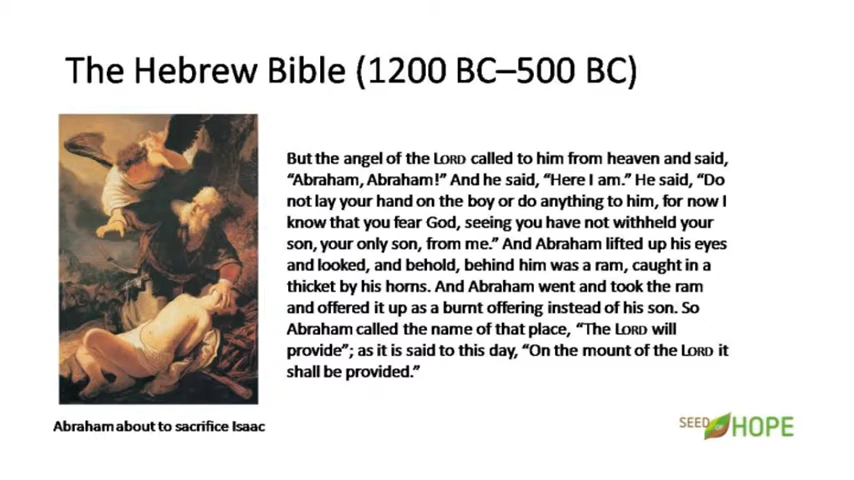 The Hebrew Bible (1200 BC–500 BC)
But the angel of the LORD called to him from heaven and said,
“Abraham, Abraham!” And he said, “Here I am.” He said, “Do
not lay your hand on the boy or do anything to him, for now I
know that you fear God, seeing you have not withheld your
son, your only son, from me.” And Abraham lifted up his eyes
and looked, and behold, behind him was a ram, caught in a
thicket by his horns. And Abraham went and took the ram
and offered it up as a burnt offering instead of his son. So
Abraham called the name of that place, “The LORD will
provide”; as it is said to this day, “On the mount of the LORD it
shall be provided.”
Abraham about to sacrifice Isaac
SEED OF HOPE